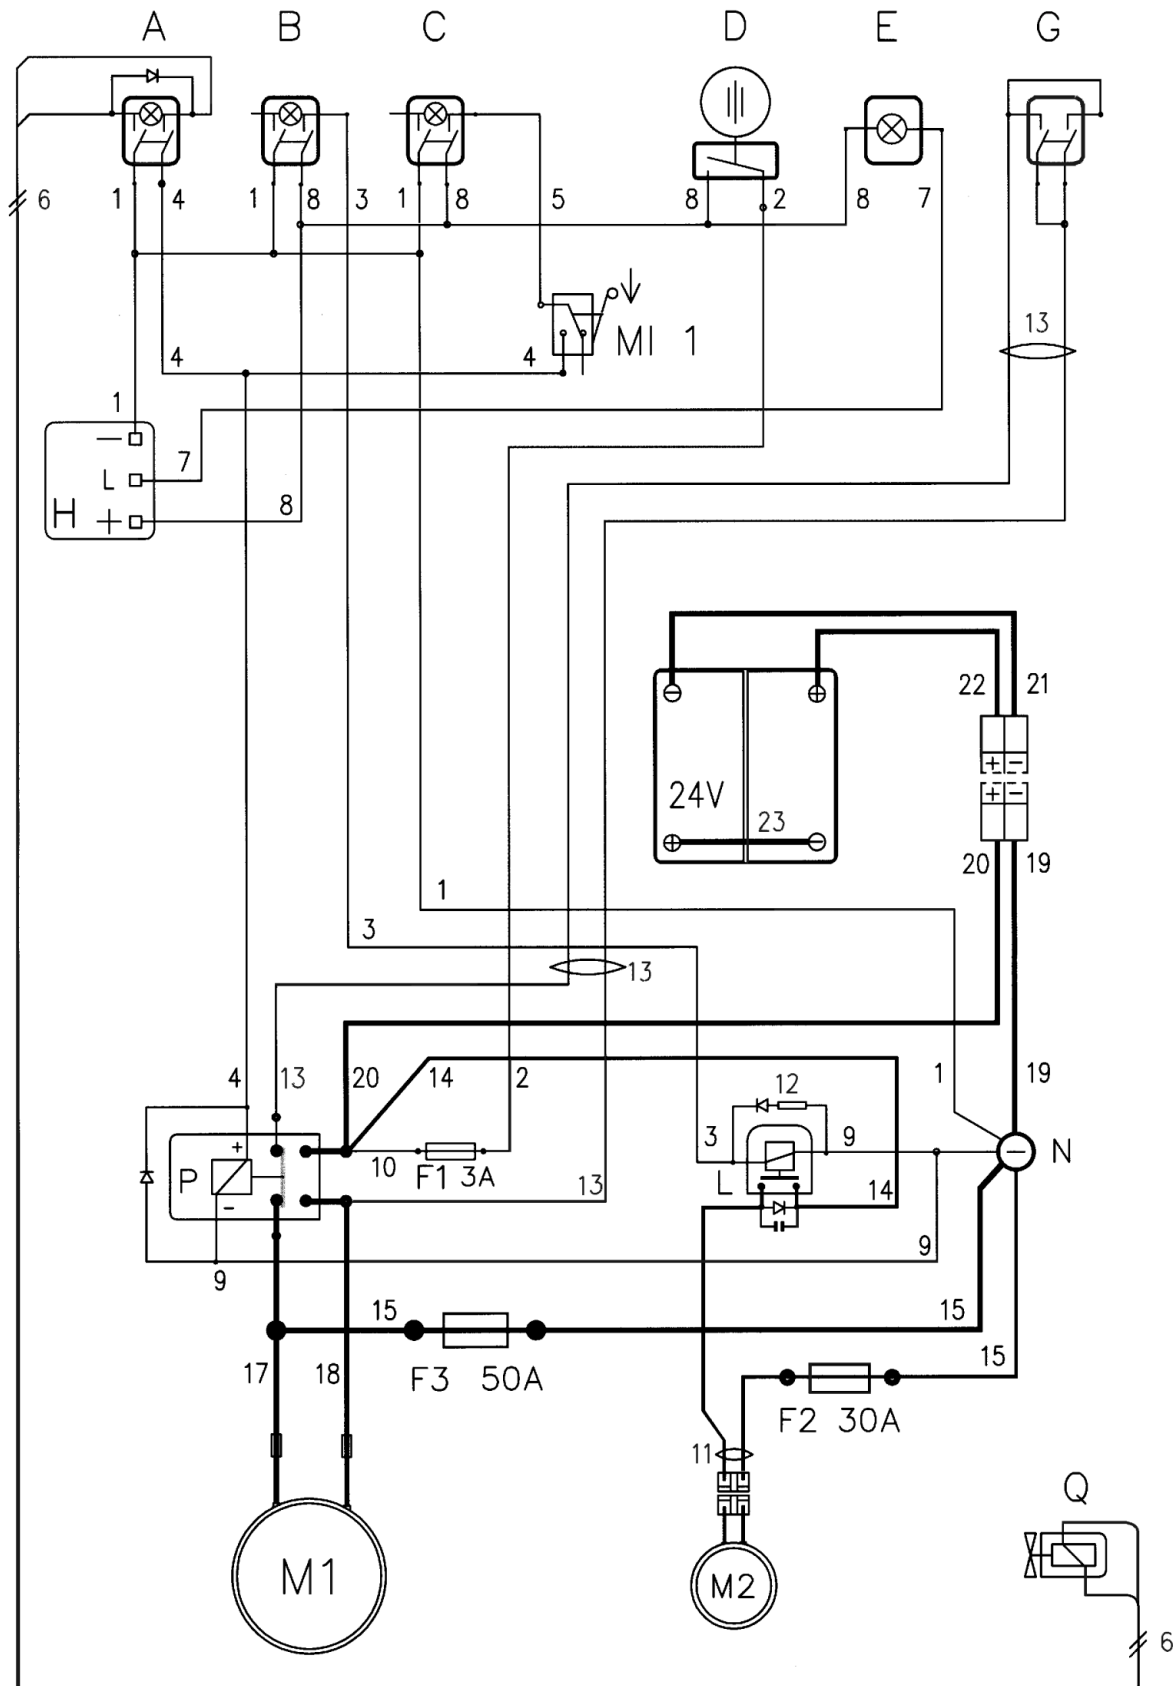 A B C D E G
6 1 4 1 8 3 1 8 5 8 2 8 7
13
MI 1
4 4
1
7
L
H
8
22 21
+ −
24V
+ −
23
20 19
1
3
13
4 13 20 14 2 12 1 19
+
3 9
N
P
10 F1 3A
L
−
13 14
9 9
15 15
17 18 F3 50A 15
F2 30A
11
Q
M1 M2
6